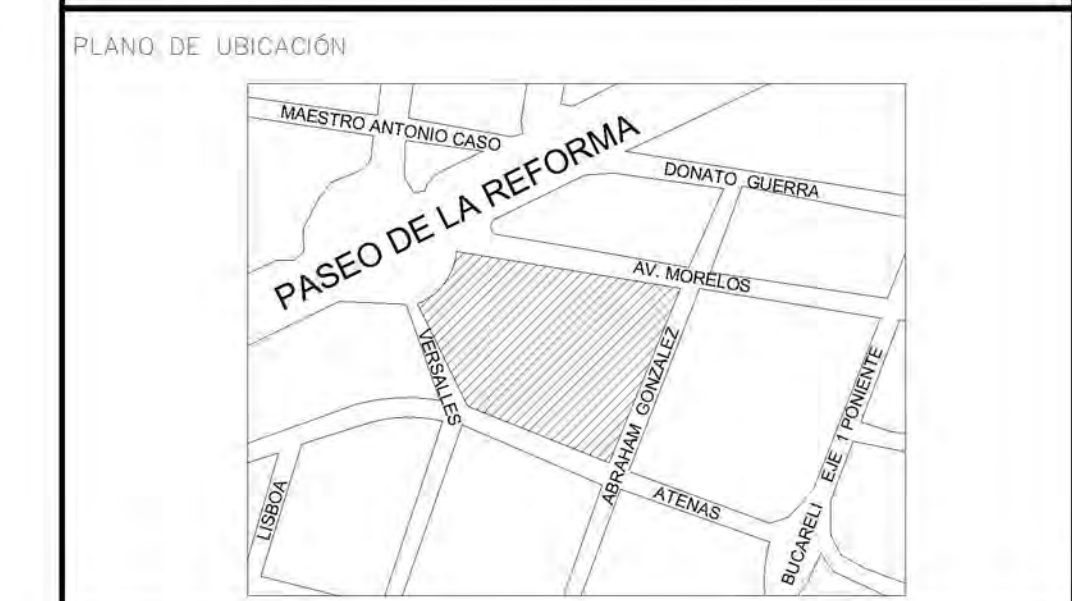 PLANO DE UBICACIÓN
MAESTRO ANTONIO CASO
PASEO DE LA REFORMA
DONATO GUERRA
AV. MORELOS
VERSALLES
ABRAHAM GONZALEZ
EJE 1 PONIENTE
BUCARELI
ATENAS
LISBOA